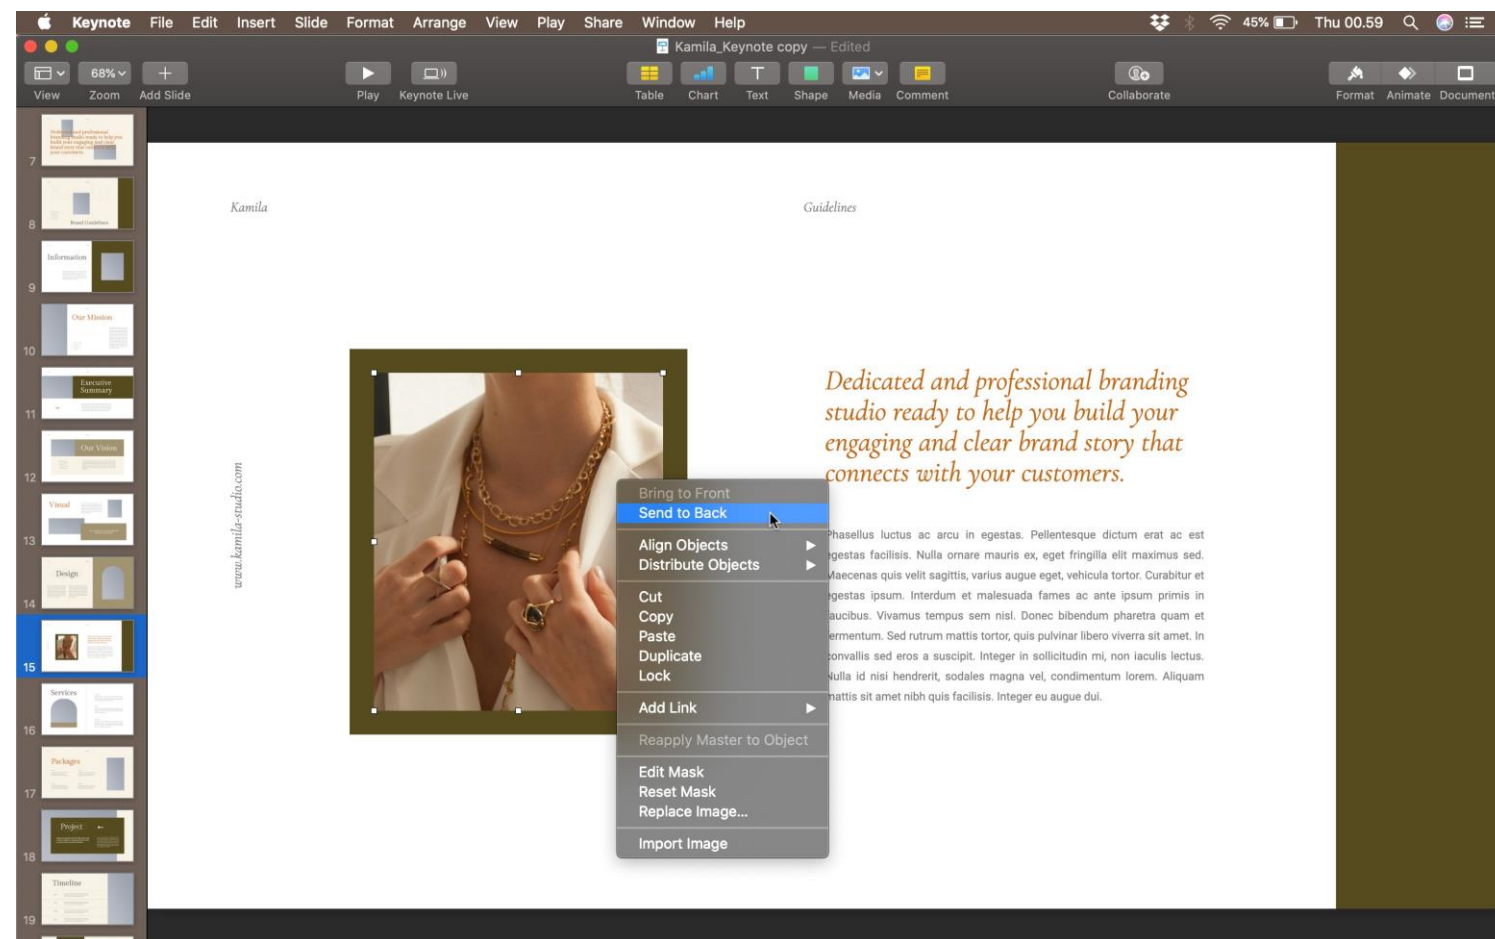 Keynote File Edit Insert Slide Format Arrange View Play Share Window Help
45% Thu 00.59
Kamila_Keynote copy — Edited
68%
View Zoom Add Slide Play Keynote Live Table Chart Text Shape Media Comment Collaborate Format Animate Document
7
8
Brand Guidelines
9
Information
10
Our Mission
11
Executive
Summary
12
Our Vision
13
Visual
14
Design
15
16
Services
17
Packages
18
Project
19
Timeline
Kamila
Guidelines
www.kamila-studio.com
Dedicated and professional branding
studio ready to help you build your
engaging and clear brand story that
connects with your customers.
Phasellus luctus ac arcu in egestas. Pellentesque dictum erat ac est
egestas facilisis. Nulla ornare mauris ex, eget fringilla elit maximus sed.
Maecenas quis velit sagittis, varius augue eget, vehicula tortor. Curabitur et
egestas ipsum. Interdum et malesuada fames ac ante ipsum primis in
faucibus. Vivamus tempus sem nisl. Donec bibendum pharetra quam et
fermentum. Sed rutrum mattis tortor, quis pulvinar libero viverra sit amet. In
convallis sed eros a suscipit. Integer in sollicitudin mi, non iaculis lectus.
Nulla id nisi hendrerit, sodales magna vel, condimentum lorem. Aliquam
mattis sit amet nibh quis facilisis. Integer eu augue dui.
Bring to Front
Send to Back
Align Objects
Distribute Objects
Cut
Copy
Paste
Duplicate
Lock
Add Link
Reapply Master to Object
Edit Mask
Reset Mask
Replace Image...
Import Image